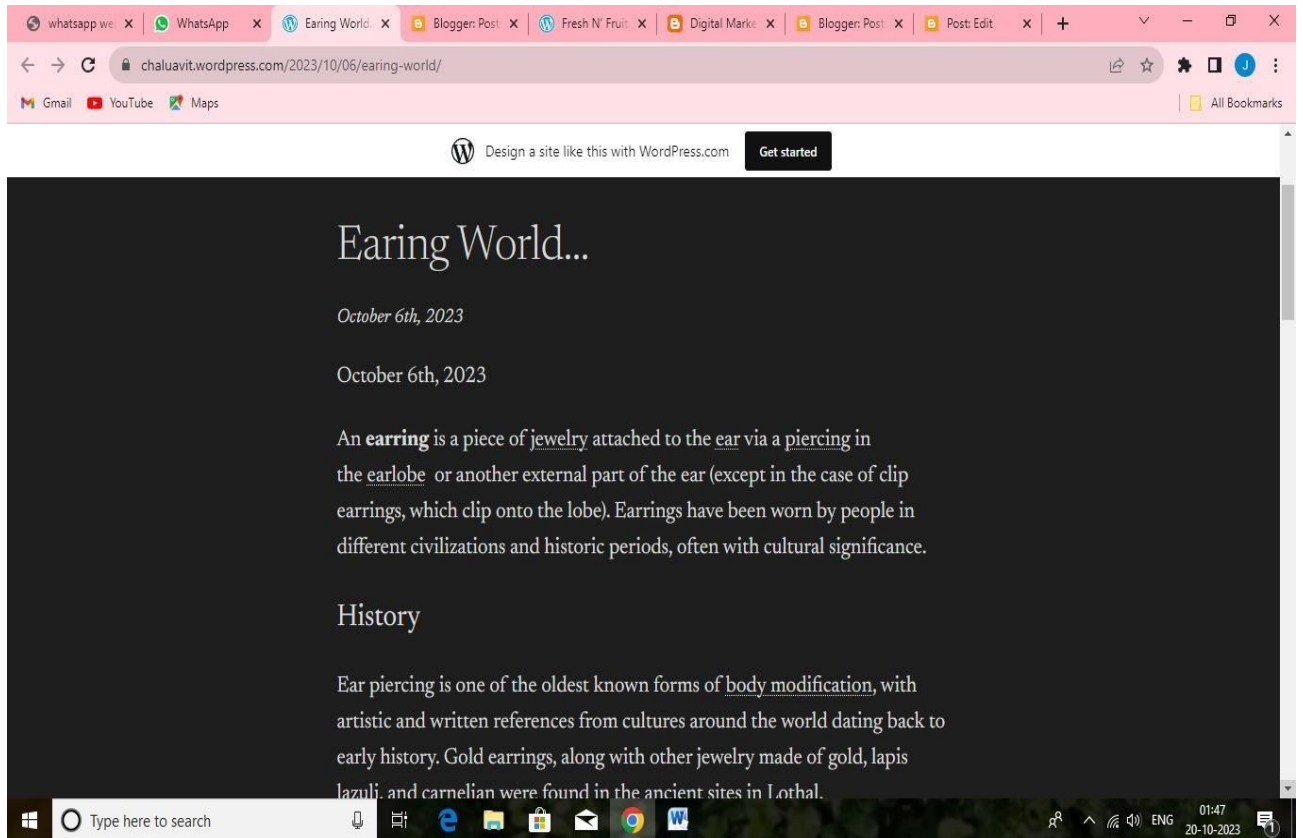 whatsapp we
WhatsApp
Earing World
Blogger: Post
Fresh N' Fruit
Digital Marke
Blogger: Post
Post: Edit
chaluavit.wordpress.com/2023/10/06/earing-world/
J
Gmail
YouTube
Maps
All Bookmarks
Design a site like this with WordPress.com
Get started
Earing World...
October 6th, 2023
October 6th, 2023
An earring is a piece of jewelry attached to the ear via a piercing in
the earlobe or another external part of the ear (except in the case of clip
earrings, which clip onto the lobe). Earrings have been worn by people in
different civilizations and historic periods, often with cultural significance.
History
Ear piercing is one of the oldest known forms of body modification, with
artistic and written references from cultures around the world dating back to
early history. Gold earrings, along with other jewelry made of gold, lapis
lazuli, and carnelian were found in the ancient sites in Lothal,
Type here to search
ENG
01:47
20-10-2023
1